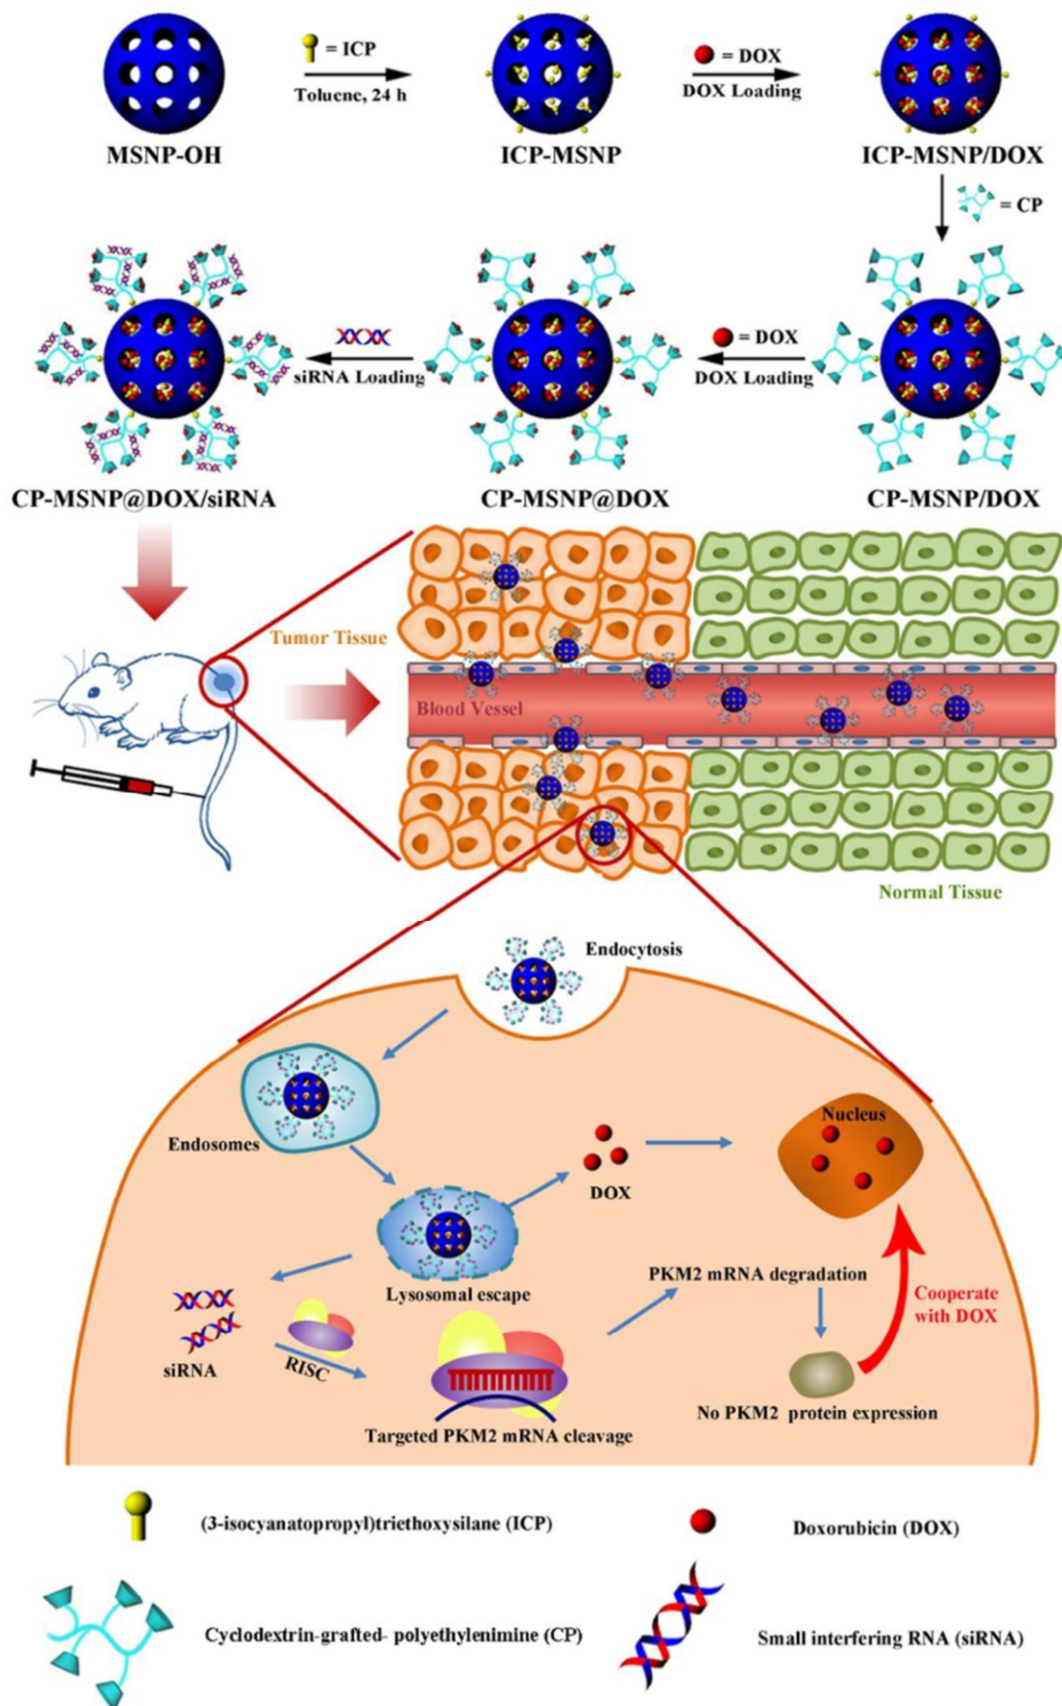 = ICP
Toluene, 24 h
= DOX
DOX Loading
MSNP-OH
ICP-MSNP
ICP-MSNP/DOX
= CP
siRNA Loading
= DOX
DOX Loading
CP-MSNP@DOX/siRNA
CP-MSNP@DOX
CP-MSNP/DOX
Tumor Tissue
Blood Vessel
Normal Tissue
Endocytosis
Endosomes
Nucleus
DOX
Lysosomal escape
PKM2 mRNA degradation
Cooperate
with DOX
siRNA
RISC
No PKM2 protein expression
Targeted PKM2 mRNA cleavage
(3-isocyanatopropyl)triethoxysilane (ICP)
Doxorubicin (DOX)
Cyclodextrin-grafted- polyethylenimine (CP)
Small interfering RNA (siRNA)